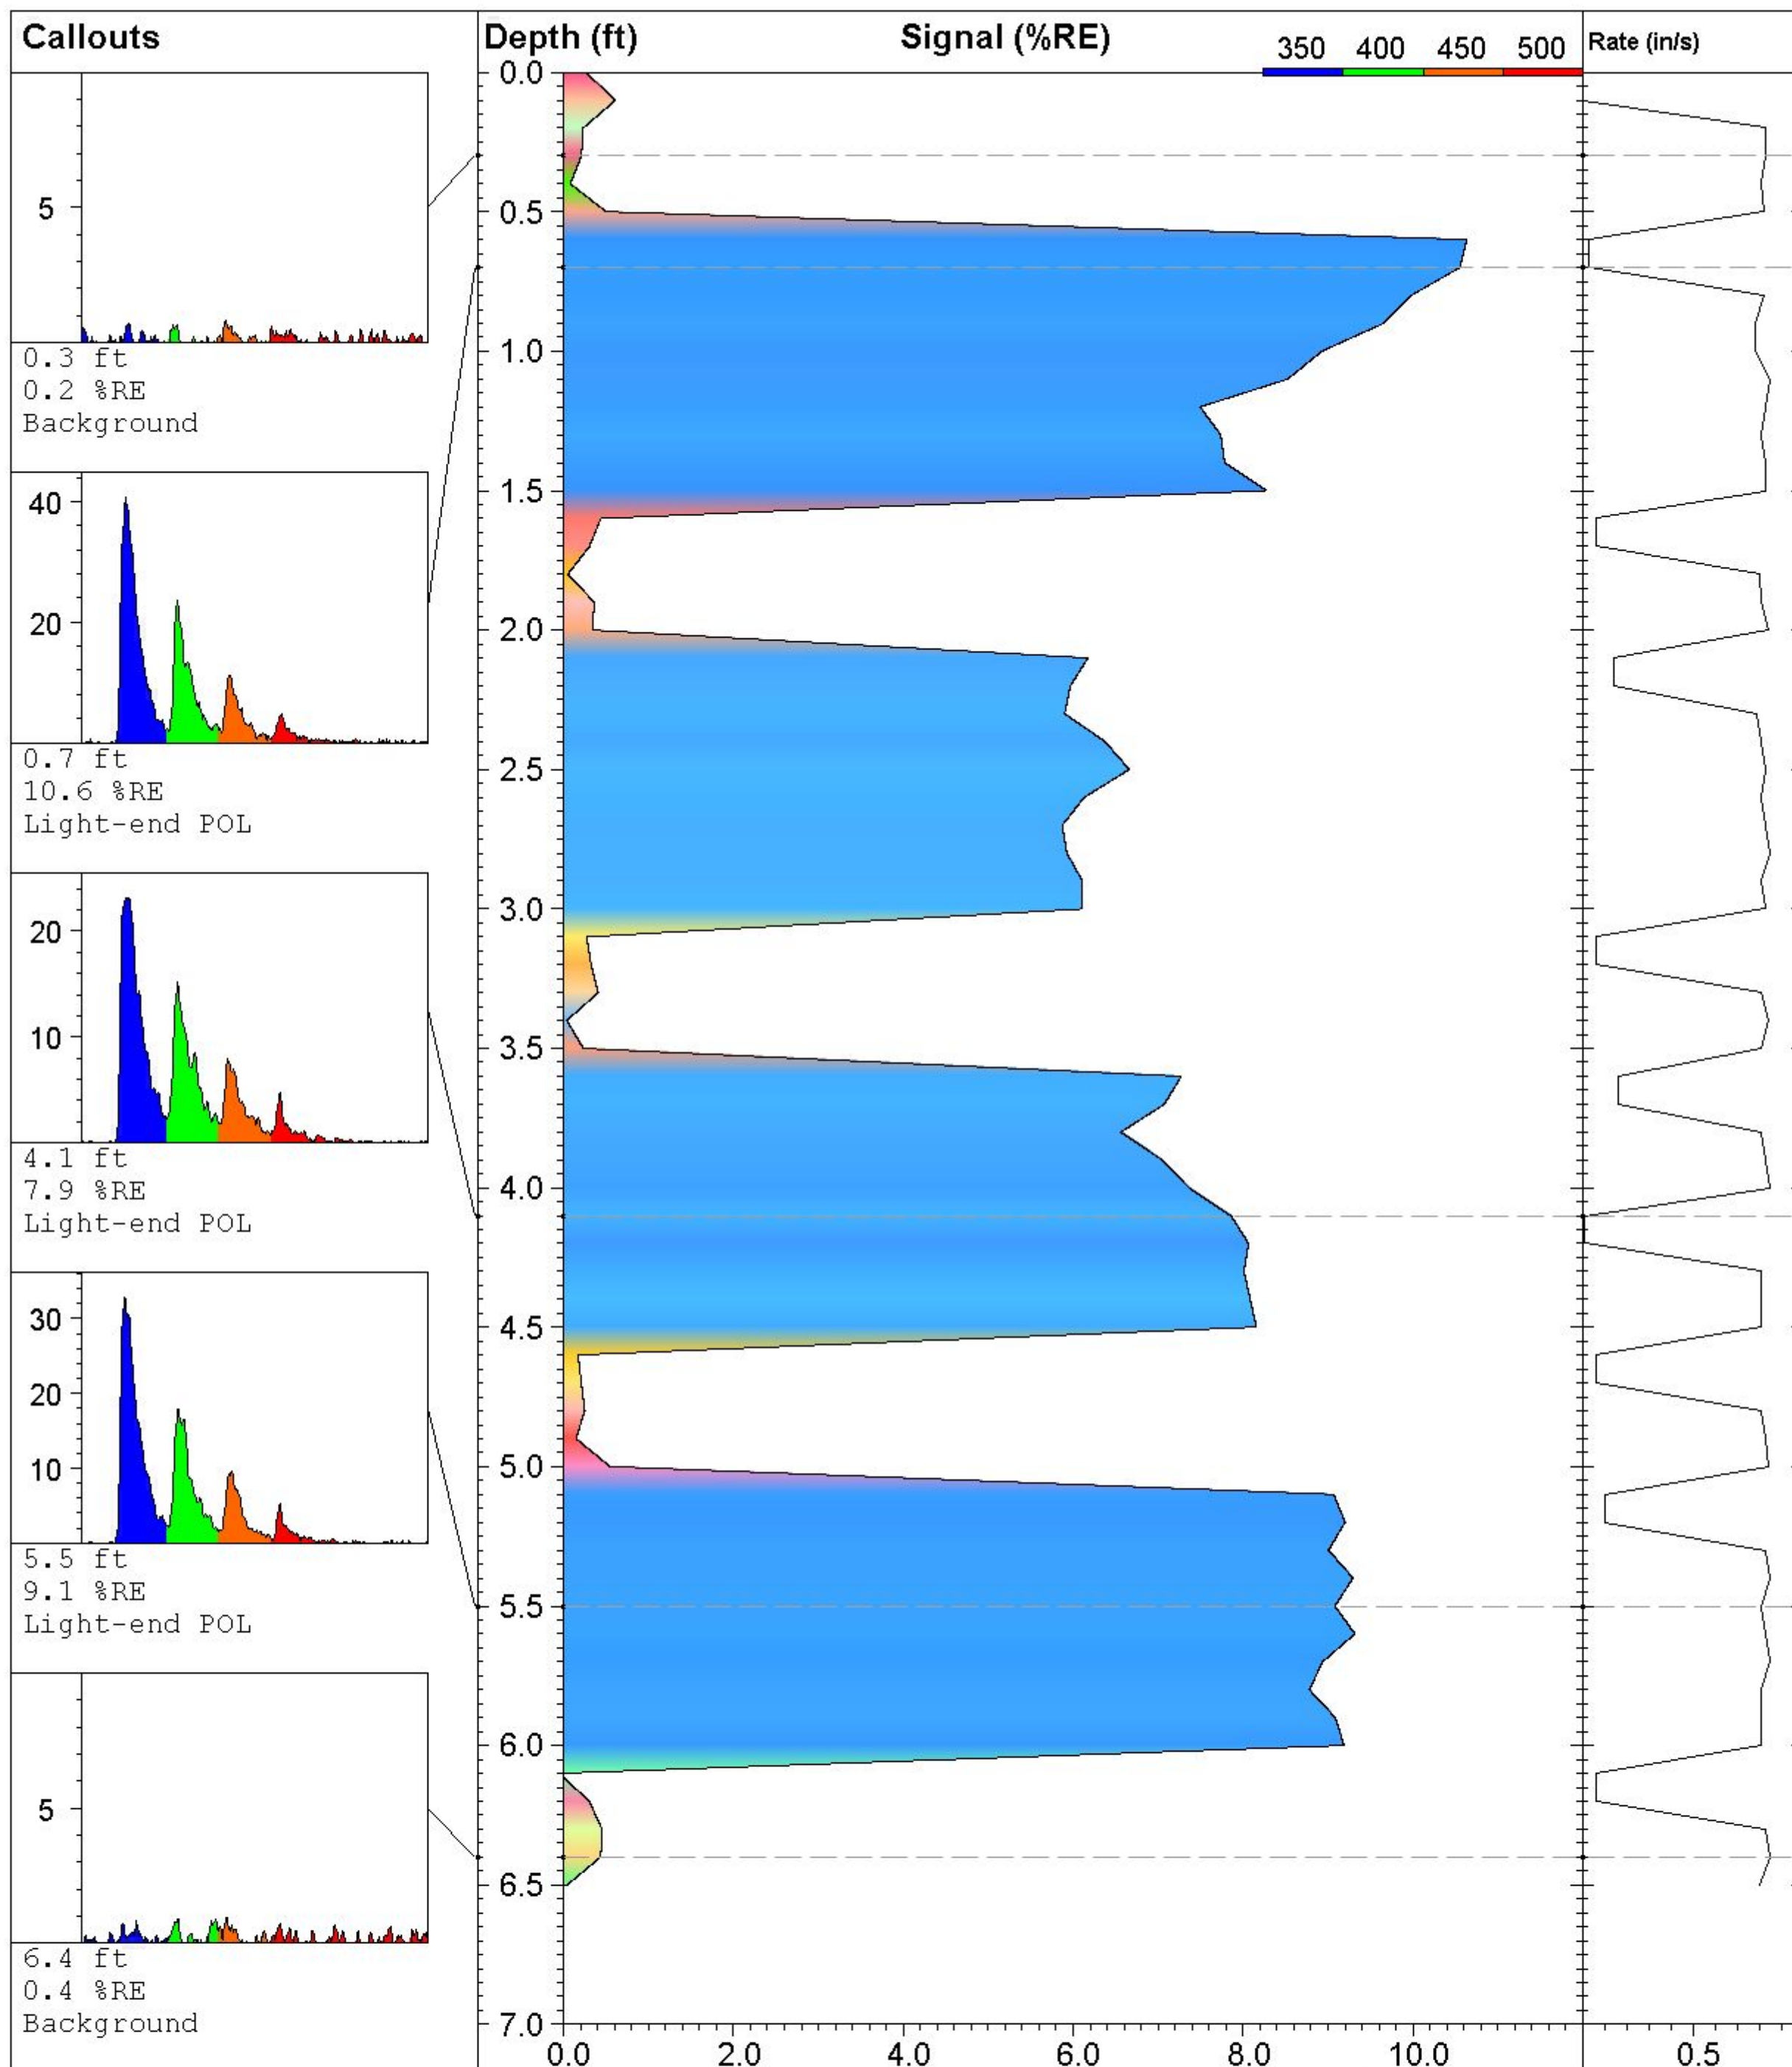 Callouts
Depth (ft)
Signal (%RE)
350 400 450 500
Rate (in/s)
5
0.3 ft
0.2 %RE
Background
40
20
0.7 ft
10.6 %RE
Light-end POL
20
10
4.1 ft
7.9 %RE
Light-end POL
30
20
10
5.5 ft
9.1 %RE
Light-end POL
5
6.4 ft
0.4 %RE
Background
0.0
0.5
1.0
1.5
2.0
2.5
3.0
3.5
4.0
4.5
5.0
5.5
6.0
6.5
7.0
0.0 2.0 4.0 6.0 8.0 10.0
0.5